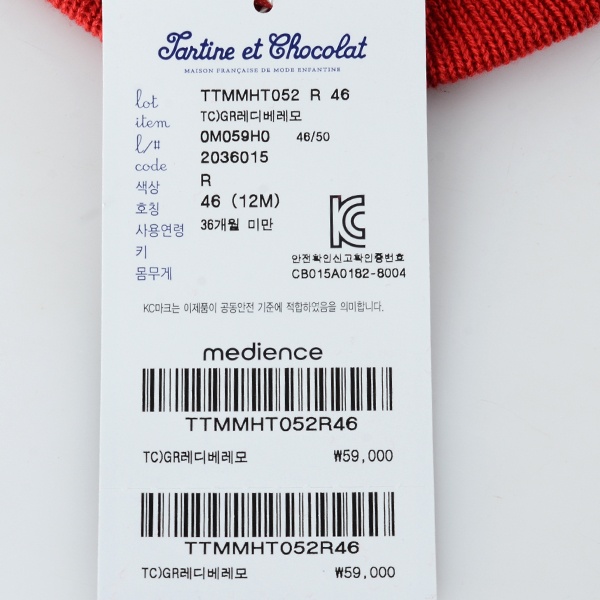 Tartine et Chocolat
MAISON FRANÇAISE DE MODE ENFANTINE
lot TTMMHT052 R 46
item TC)GR레디베레모
l/# 0M059H0 46/50
code 2036015
색상 R
호칭 46 (12M)
사용연령 36개월 미만
키
몸무게
KC
안전확인신고확인증번호
CB015A0182-8004
KC마크는 이제품이 공통안전 기준에 적합하였음을 의미합니다.
medience
TTMMHT052R46
TC)GR레디베레모 ₩59,000
TTMMHT052R46
TC)GR레디베레모 ₩59,000